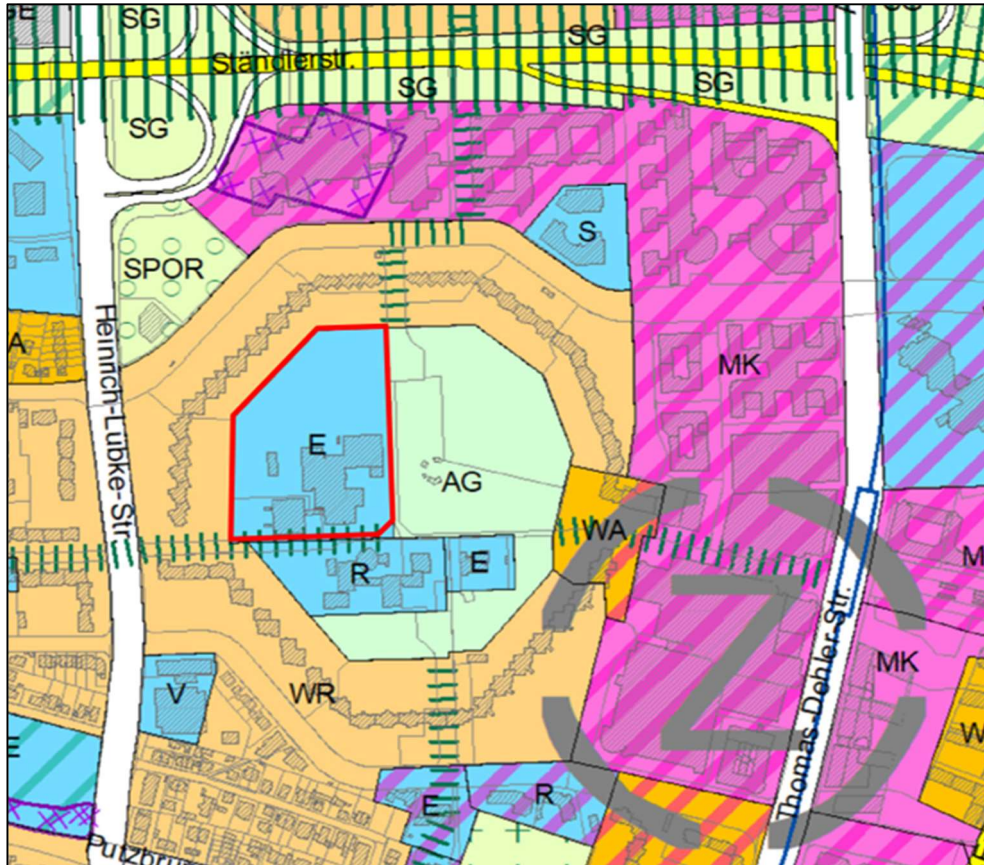 SG
SG
Ständlerstr.
SG
SG
SG
S
SPOR
A
Heinrich-Lübke-Str.
MK
E
AG
WA
R
E
Z
MK
V
WR
W
E
R
Thomas-Dehler-Str.